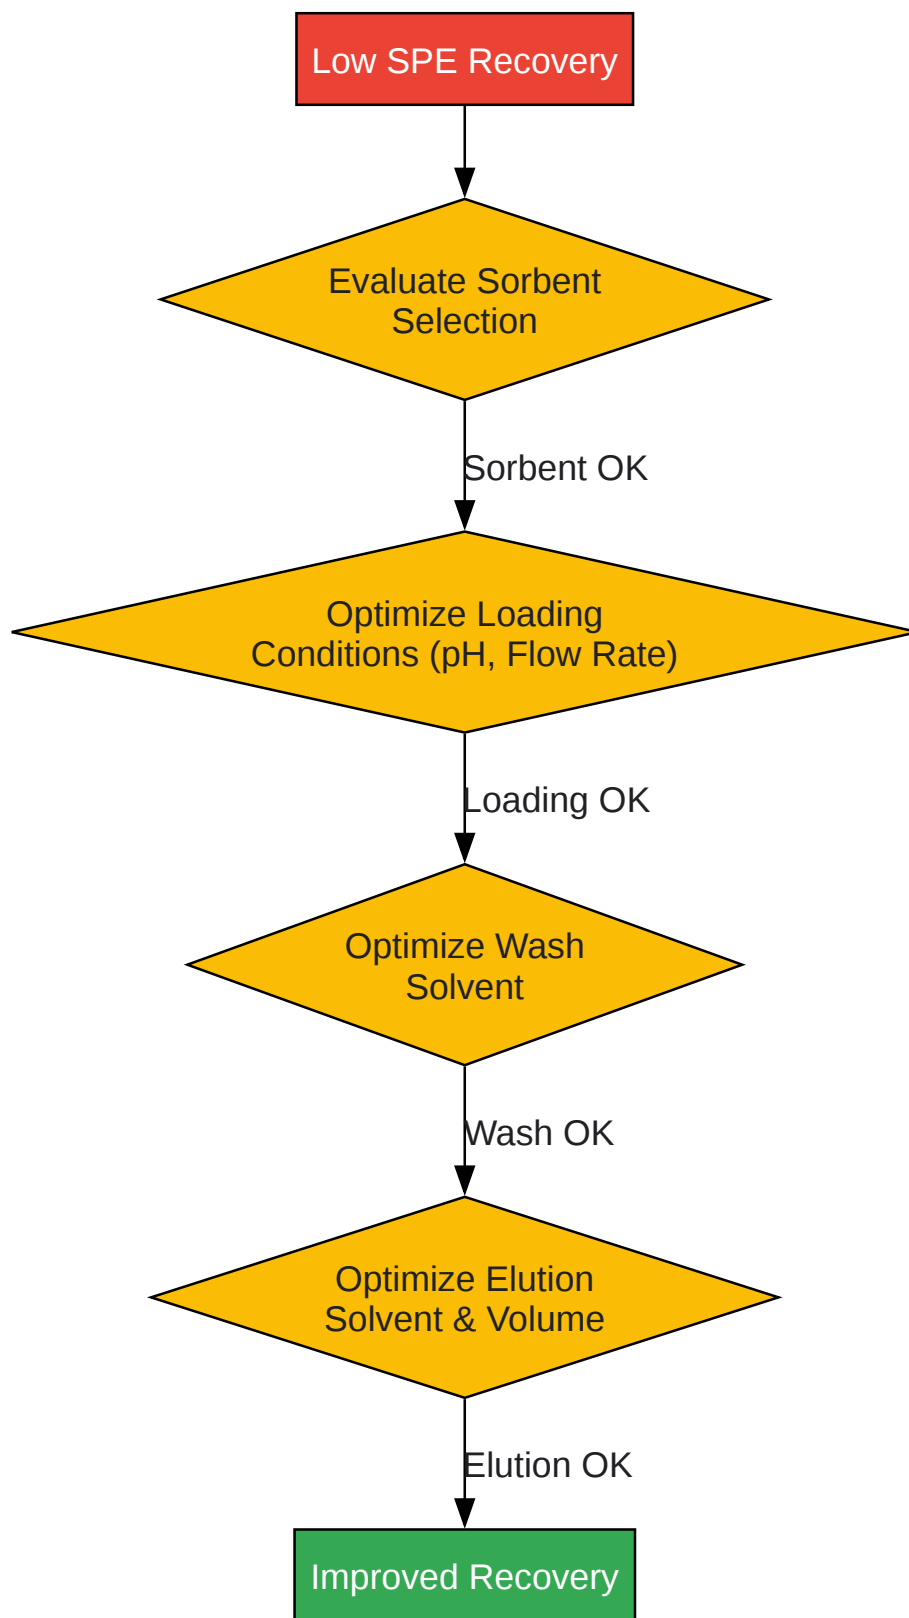 Low SPE Recovery
Evaluate Sorbent
Selection
Sorbent OK
Optimize Loading
Conditions (pH, Flow Rate)
Loading OK
Optimize Wash
Solvent
Wash OK
Optimize Elution
Solvent & Volume
Elution OK
Improved Recovery